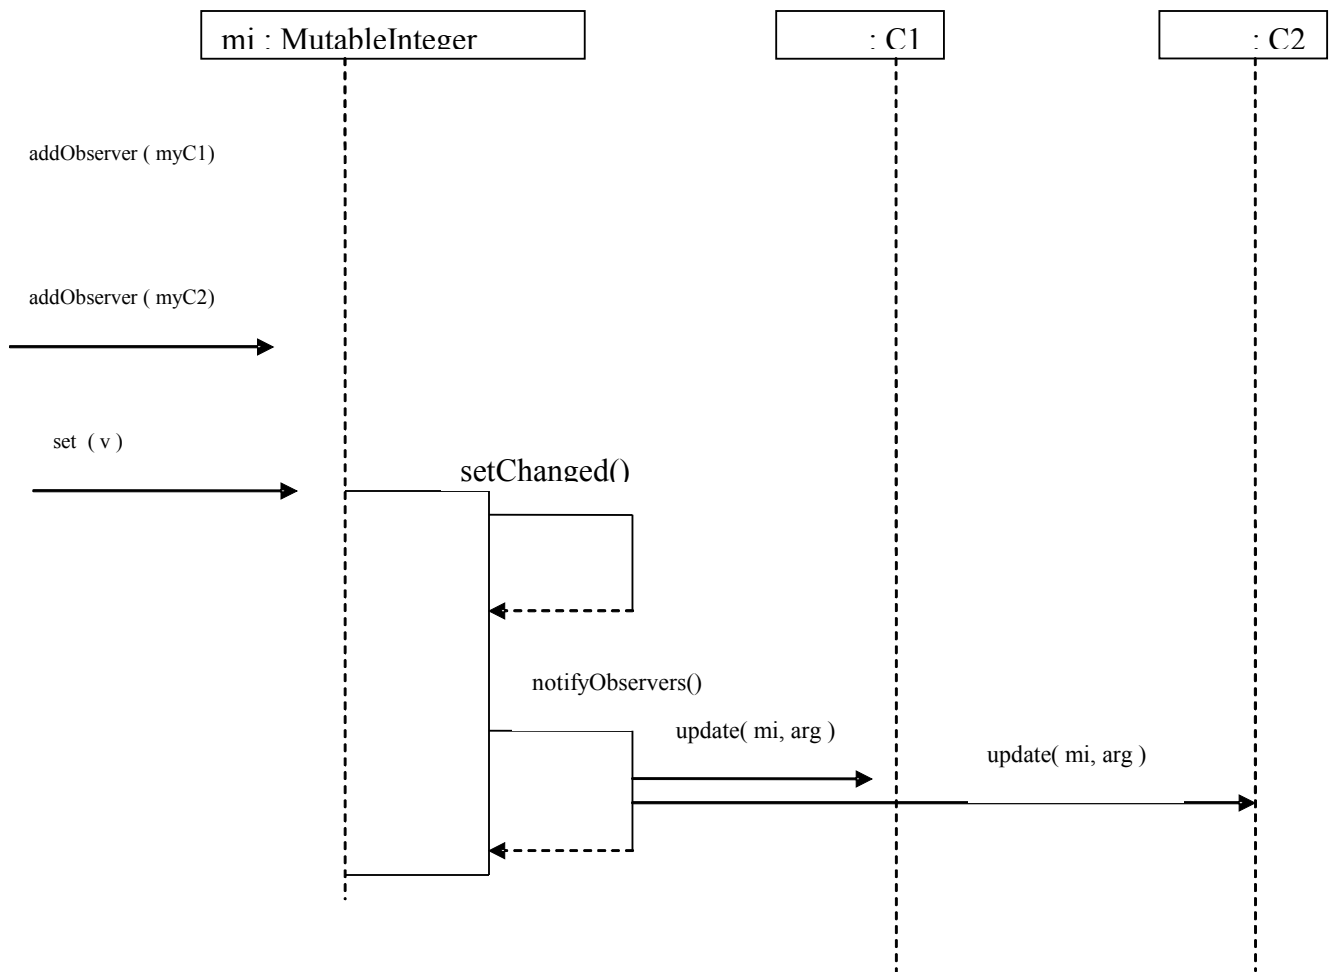 mi : MutableInteger
: C1
: C2
addObserver ( myC1)
addObserver ( myC2)
set ( v )
setChanged()
notifyObservers()
update( mi, arg )
update( mi, arg )